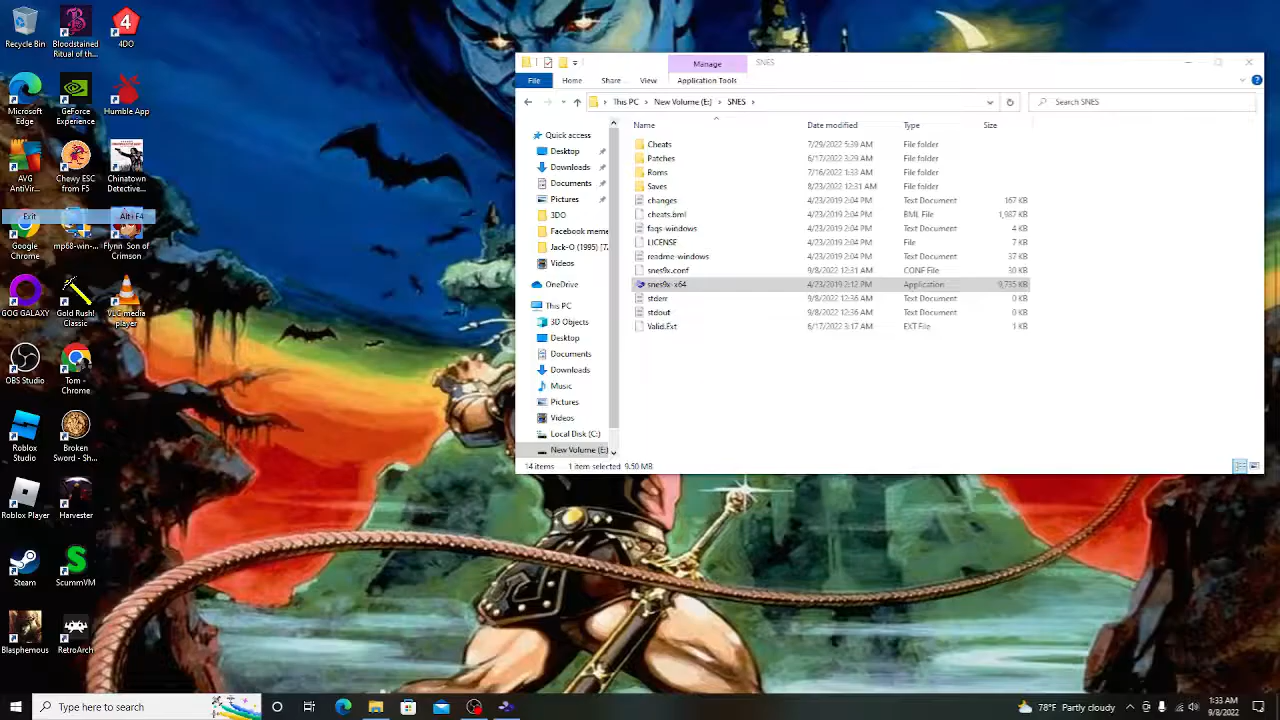 Recycle Bin
Bloodstained Ritual of th...
4DO
Microsoft Edge
GeForce Experience
Humble App
AVG AntiVir...
Chewy ESC from F5
Chinatown Detective...
Exit Alt+F4
Google Chrome
mp68-win-...
Flynn_Son of Crimson
GOG GALAXY
Gold Rush! Classic
VLC media player
OBS Studio
Tom - Chrome
Roblox Studio
Broken Sword - Sh...
Roblox Player
Harvester
Steam
ScummVM
Blasphemous
RetroArch
Manage SNES
File Home Share View Application Tools
This PC New Volume (E:) SNES
Search SNES
Name Date modified Type Size
Quick access
Desktop
Downloads
Documents
Pictures
3DO
Facebook meme
Jack-O (1995) [7.
Videos
OneDrive
This PC
3D Objects
Desktop
Documents
Downloads
Music
Pictures
Videos
Local Disk (C:)
New Volume (E:)
Cheats 7/29/2022 5:39 AM File folder
Patches 6/17/2022 3:29 AM File folder
Roms 7/16/2022 1:33 AM File folder
Saves 8/23/2022 12:31 AM File folder
changes 4/23/2019 2:04 PM Text Document 167 KB
cheats.bml 4/23/2019 2:04 PM BML File 1,987 KB
faqs-windows 4/23/2019 2:04 PM Text Document 4 KB
LICENSE 4/23/2019 2:04 PM File 7 KB
readme-windows 4/23/2019 2:04 PM Text Document 37 KB
snes9x.conf 9/8/2022 12:31 AM CONF File 30 KB
snes9x-x64 4/23/2019 2:12 PM Application 9,735 KB
stderr 9/8/2022 12:36 AM Text Document 0 KB
stdout 9/8/2022 12:36 AM Text Document 0 KB
Valid.Ext 6/17/2022 3:17 AM EXT File 1 KB
14 items 1 item selected 9.50 MB
Type here to search
78°F Partly cloudy
1:33 AM
9/8/2022